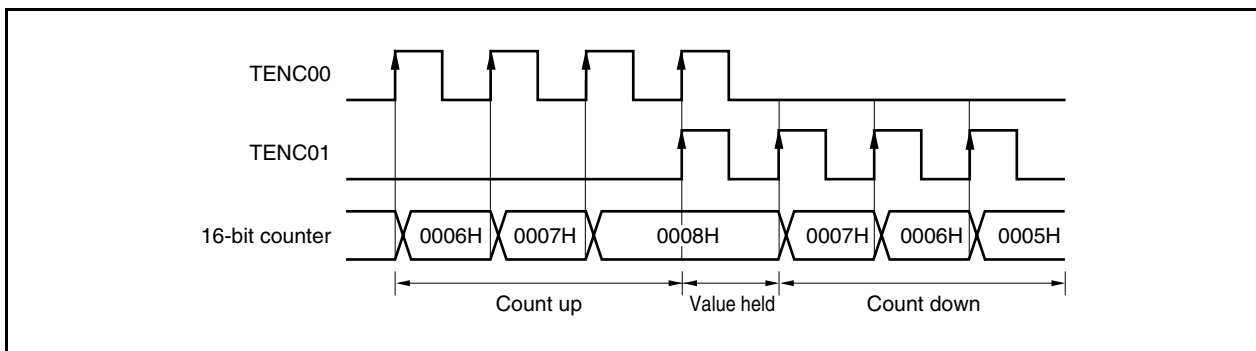 TENC00
TENC01
16-bit counter 0006H 0007H 0008H 0007H 0006H 0005H
Count up Value held Count down